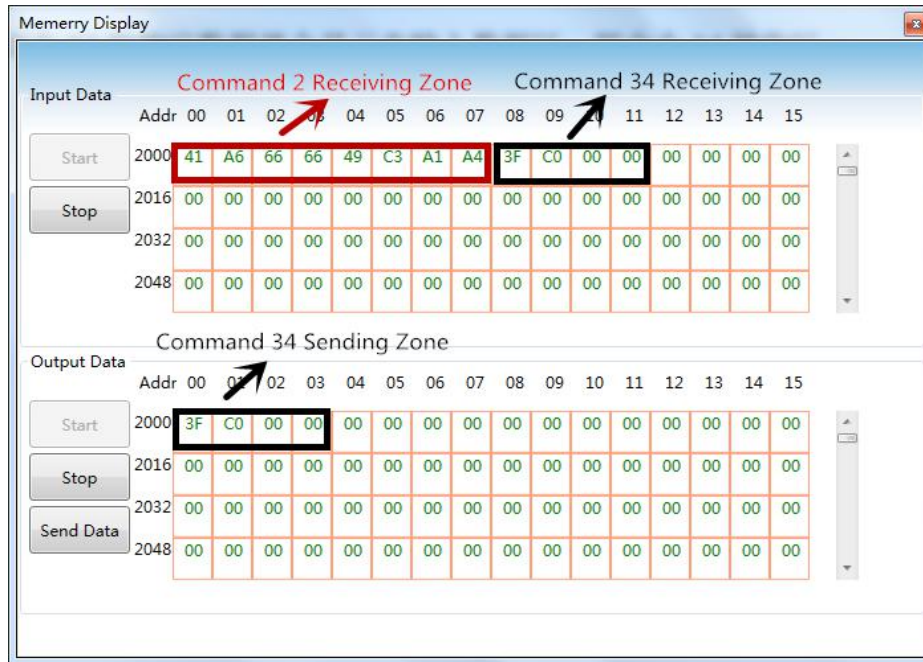 Memerry Display
Command 2 Receiving Zone Command 34 Receiving Zone
Input Data
Addr 00 01 02 03 04 05 06 07 08 09 10 11 12 13 14 15
Start 2000 41 A6 66 66 49 C3 A1 A4 3F C0 00 00 00 00 00 00
Stop 2016 00 00 00 00 00 00 00 00 00 00 00 00 00 00 00 00
2032 00 00 00 00 00 00 00 00 00 00 00 00 00 00 00 00
2048 00 00 00 00 00 00 00 00 00 00 00 00 00 00 00 00
Command 34 Sending Zone
Output Data
Addr 00 01 02 03 04 05 06 07 08 09 10 11 12 13 14 15
Start 2000 3F C0 00 00 00 00 00 00 00 00 00 00 00 00 00 00
Stop 2016 00 00 00 00 00 00 00 00 00 00 00 00 00 00 00 00
Send Data 2032 00 00 00 00 00 00 00 00 00 00 00 00 00 00 00 00
2048 00 00 00 00 00 00 00 00 00 00 00 00 00 00 00 00